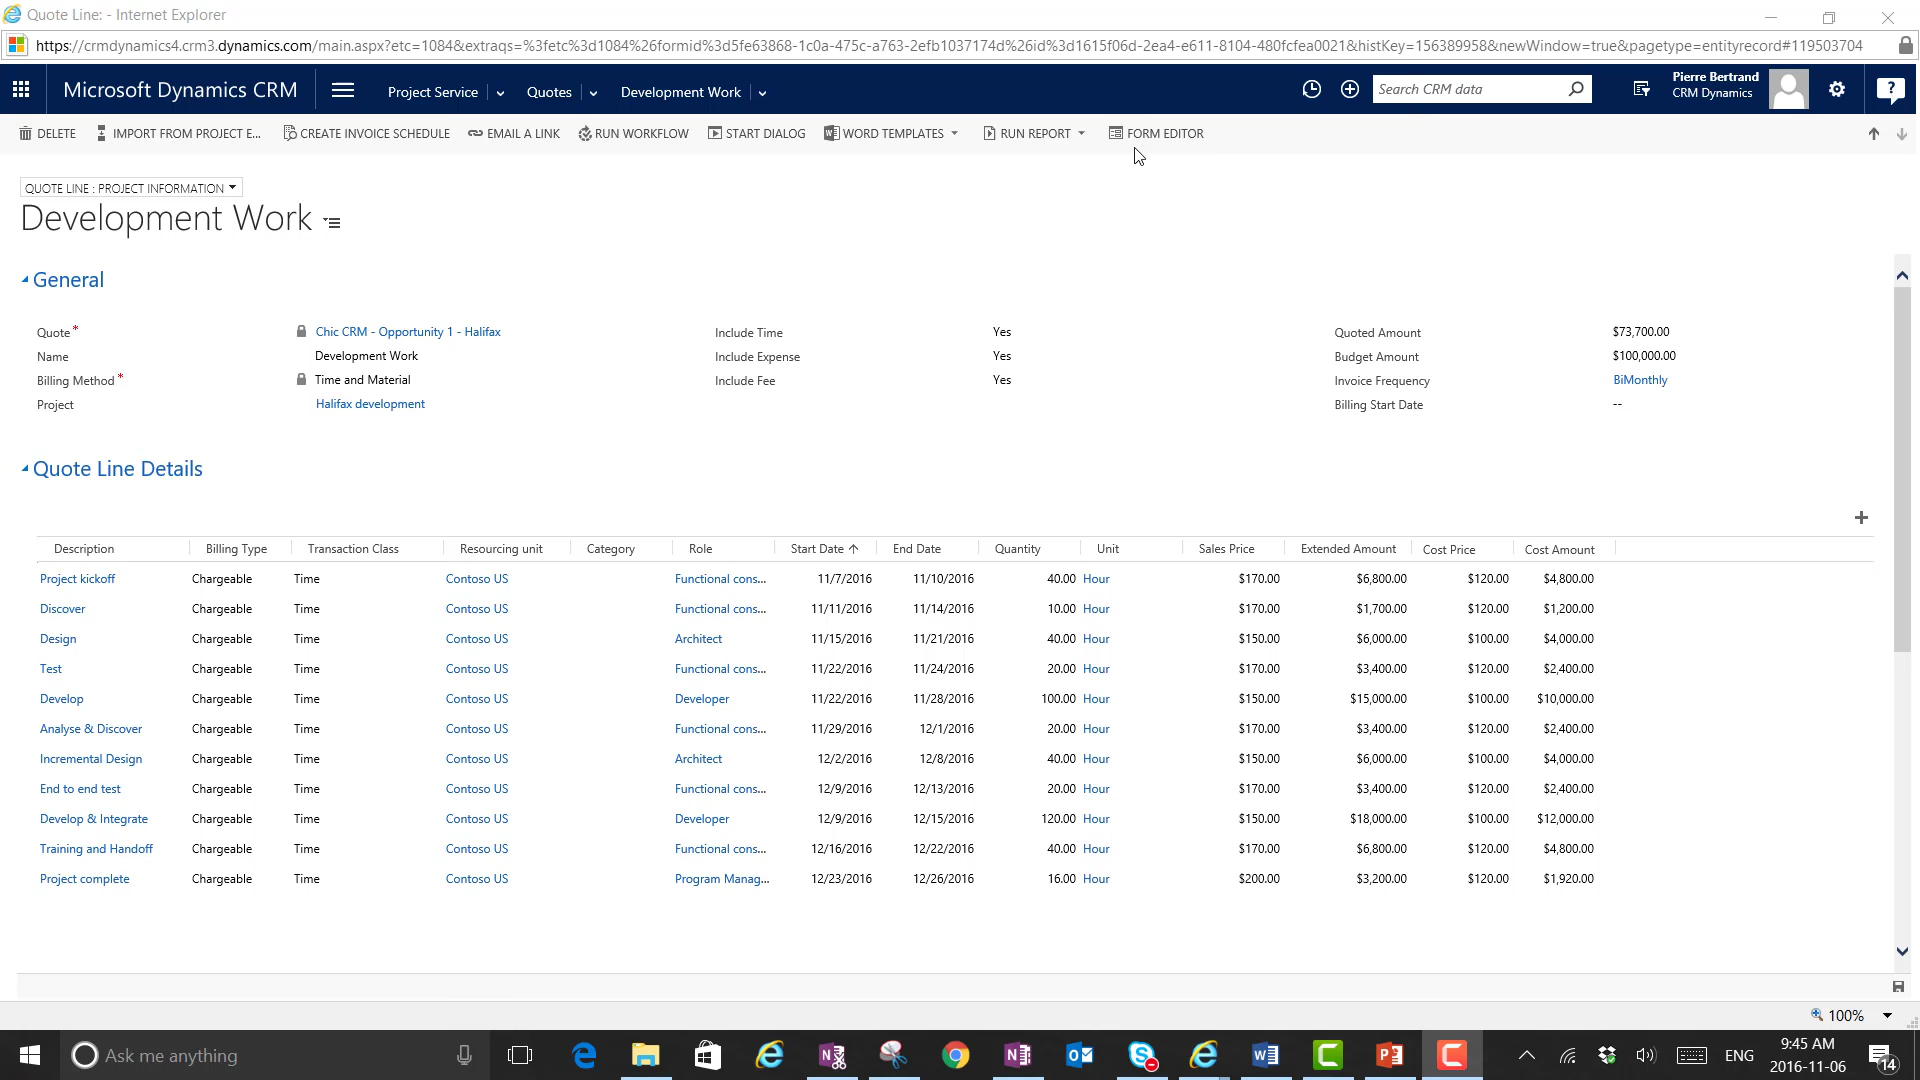 Quote Line: - Internet Explorer
https://crmdynamics4.crm3.dynamics.com/main.aspx?etc=1084&extraqs=%3fetc%3d1084%26formid%3d5fe63868-1c0a-475c-a763-2efb1037174d%26id%3d1615f06d-2ea4-e611-8104-480fcfea0021&histKey=156389958&newWindow=true&pagetype=entityrecord#119503704
Microsoft Dynamics CRM Project Service Quotes Development Work Search CRM data Pierre Bertrand
CRM Dynamics
DELETE IMPORT FROM PROJECT E... CREATE INVOICE SCHEDULE EMAIL A LINK RUN WORKFLOW START DIALOG WORD TEMPLATES RUN REPORT FORM EDITOR
QUOTE LINE : PROJECT INFORMATION
Development Work
General
Quote* Chic CRM - Opportunity 1 - Halifax Include Time Yes Quoted Amount $73,700.00
Name Development Work Include Expense Yes Budget Amount $100,000.00
Billing Method* Time and Material Include Fee Yes Invoice Frequency BiMonthly
Project Halifax development Billing Start Date --
Quote Line Details
Description Billing Type Transaction Class Resourcing unit Category Role Start Date End Date Quantity Unit Sales Price Extended Amount Cost Price Cost Amount
Project kickoff Chargeable Time Contoso US Functional cons... 11/7/2016 11/10/2016 40.00 Hour $170.00 $6,800.00 $120.00 $4,800.00
Discover Chargeable Time Contoso US Functional cons... 11/11/2016 11/14/2016 10.00 Hour $170.00 $1,700.00 $120.00 $1,200.00
Design Chargeable Time Contoso US Architect 11/15/2016 11/21/2016 40.00 Hour $150.00 $6,000.00 $100.00 $4,000.00
Test Chargeable Time Contoso US Functional cons... 11/22/2016 11/24/2016 20.00 Hour $170.00 $3,400.00 $120.00 $2,400.00
Develop Chargeable Time Contoso US Developer 11/22/2016 11/28/2016 100.00 Hour $150.00 $15,000.00 $100.00 $10,000.00
Analyse & Discover Chargeable Time Contoso US Functional cons... 11/29/2016 12/1/2016 20.00 Hour $170.00 $3,400.00 $120.00 $2,400.00
Incremental Design Chargeable Time Contoso US Architect 12/2/2016 12/8/2016 40.00 Hour $150.00 $6,000.00 $100.00 $4,000.00
End to end test Chargeable Time Contoso US Functional cons... 12/9/2016 12/13/2016 20.00 Hour $170.00 $3,400.00 $120.00 $2,400.00
Develop & Integrate Chargeable Time Contoso US Developer 12/9/2016 12/15/2016 120.00 Hour $150.00 $18,000.00 $100.00 $12,000.00
Training and Handoff Chargeable Time Contoso US Functional cons... 12/16/2016 12/22/2016 40.00 Hour $170.00 $6,800.00 $120.00 $4,800.00
Project complete Chargeable Time Contoso US Program Manag... 12/23/2016 12/26/2016 16.00 Hour $200.00 $3,200.00 $120.00 $1,920.00
100%
Ask me anything ENG 9:45 AM
2016-11-06 14